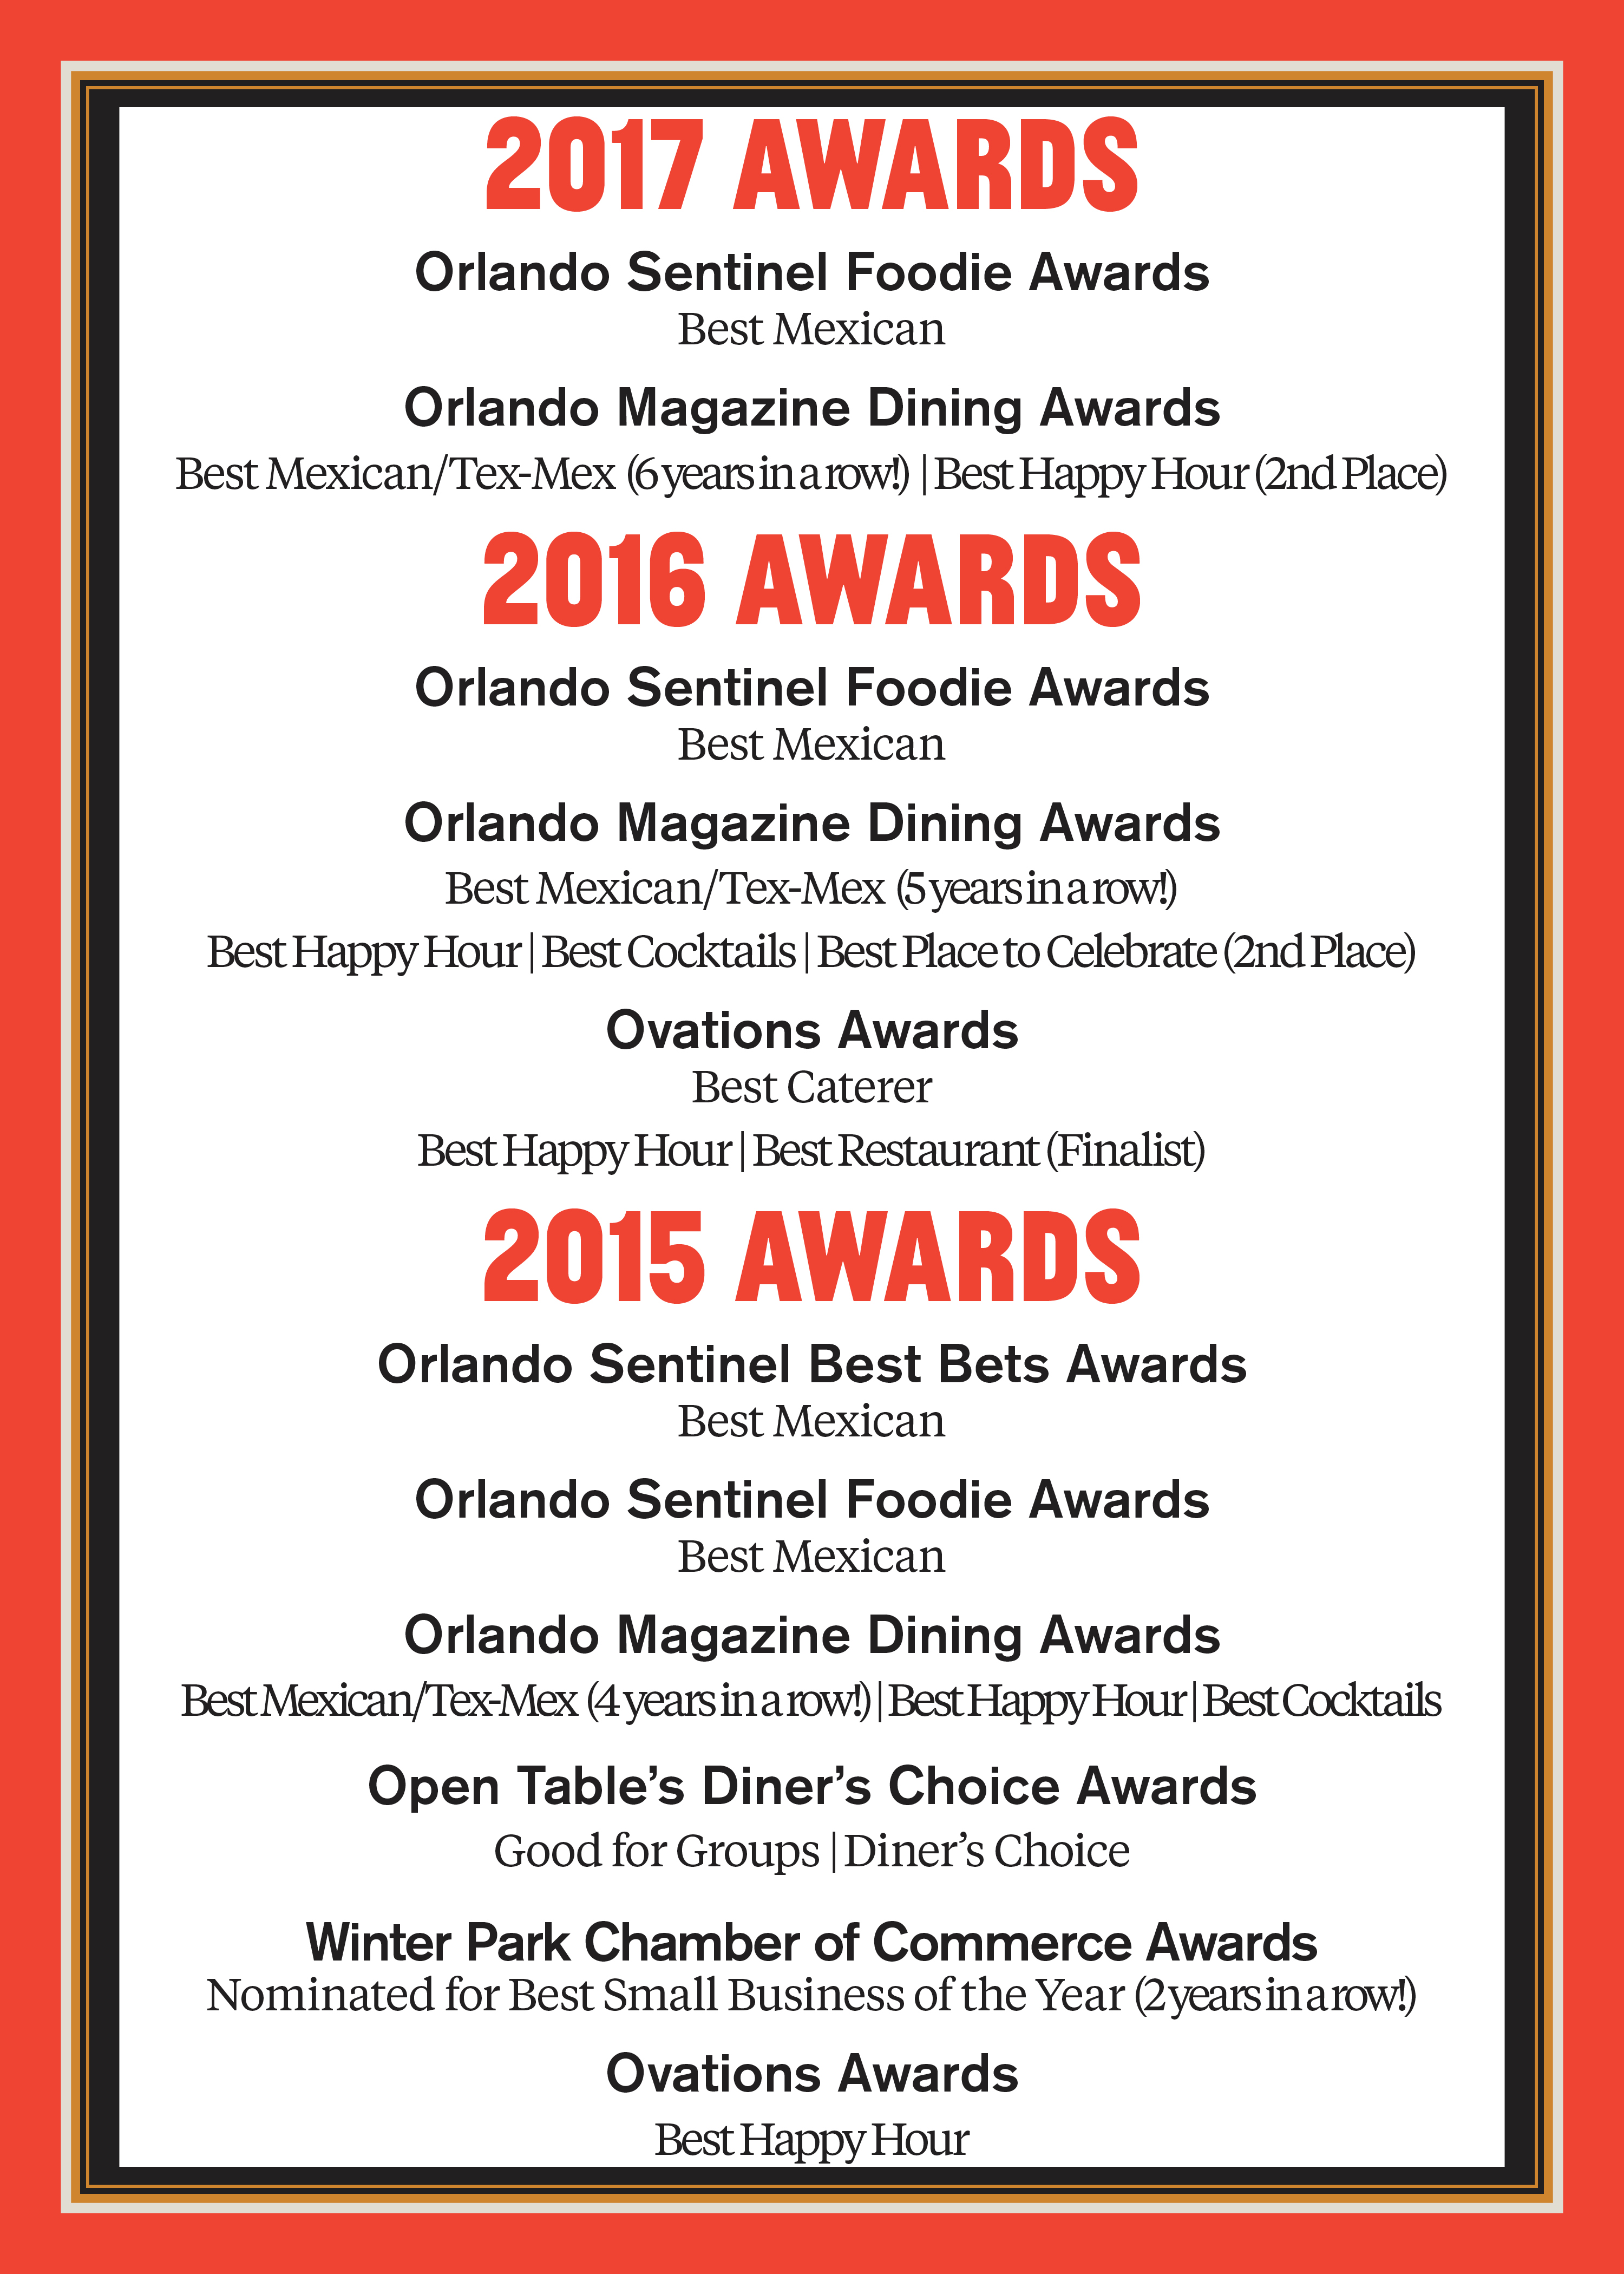 2017 AWARDS
Orlando Sentinel Foodie Awards
Best Mexican
Orlando Magazine Dining Awards
Best Mexican/Tex-Mex (6 years in a row!) | Best Happy Hour (2nd Place)
2016 AWARDS
Orlando Sentinel Foodie Awards
Best Mexican
Orlando Magazine Dining Awards
Best Mexican/Tex-Mex (5 years in a row!)
Best Happy Hour | Best Cocktails | Best Place to Celebrate (2nd Place)
Ovations Awards
Best Caterer
Best Happy Hour | Best Restaurant (Finalist)
2015 AWARDS
Orlando Sentinel Best Bets Awards
Best Mexican
Orlando Sentinel Foodie Awards
Best Mexican
Orlando Magazine Dining Awards
Best Mexican/Tex-Mex (4 years in a row!) | Best Happy Hour | Best Cocktails
Open Table’s Diner’s Choice Awards
Good for Groups | Diner’s Choice
Winter Park Chamber of Commerce Awards
Nominated for Best Small Business of the Year (2 years in a row!)
Ovations Awards
Best Happy Hour